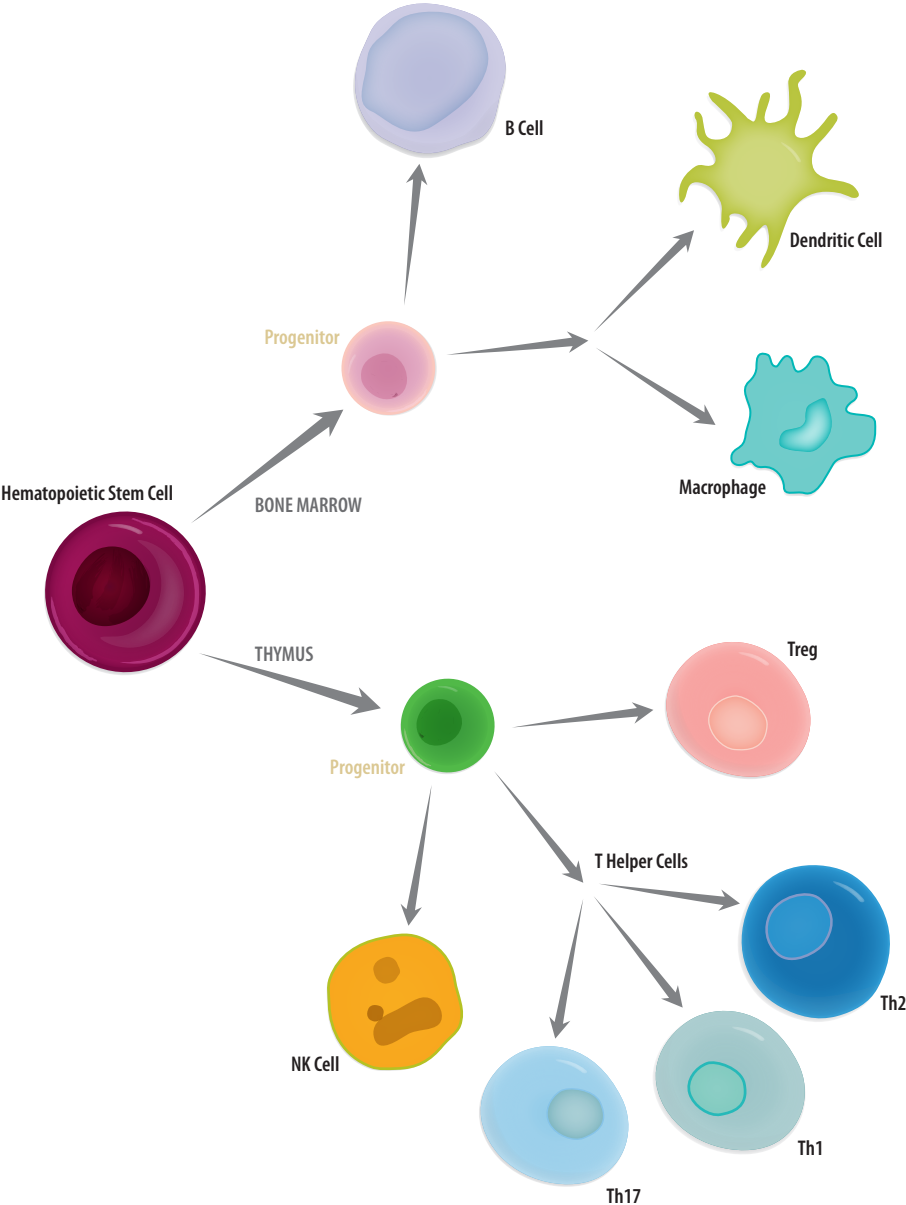 B Cell
Dendritic Cell
Progenitor
Macrophage
Hematopoietic Stem Cell
BONE MARROW
THYMUS
Treg
Progenitor
T Helper Cells
Th2
NK Cell
Th1
Th17